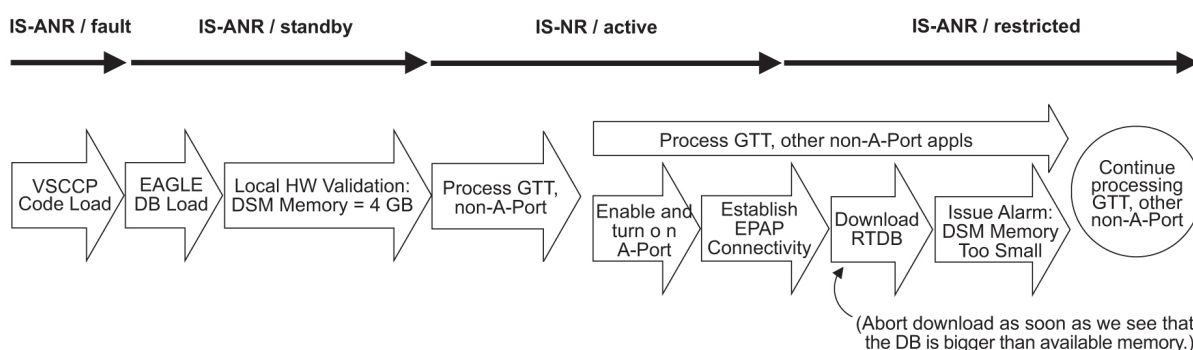 IS-ANR / fault
IS-ANR / standby
IS-NR / active
IS-ANR / restricted
VSCCP
Code Load
EAGLE
DB Load
Local HW Validation:
DSM Memory = 4 GB
Process GTT,
non-A-Port
Process GTT, other non-A-Port appls
Enable and
turn o n
A-Port
Establish
EPAP
Connectivity
Download
RTDB
Issue Alarm:
DSM Memory
Too Small
Continue
processing
GTT, other
non-A-Port
(Abort download as soon as we see that
the DB is bigger than available memory.)